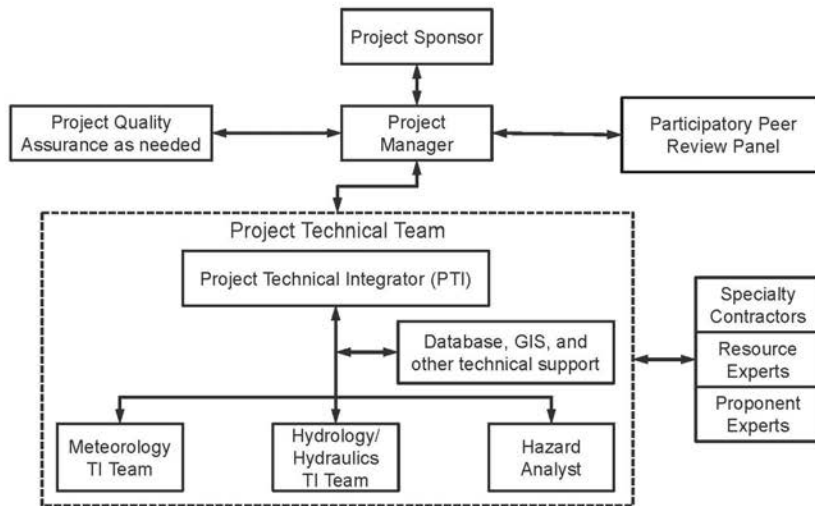 Project Sponsor
Project Quality
Assurance as needed
Project
Manager
Participatory Peer
Review Panel
Project Technical Team
Project Technical Integrator (PTI)
Database, GIS, and
other technical support
Meteorology
TI Team
Hydrology/
Hydraulics
TI Team
Hazard
Analyst
Specialty
Contractors
Resource
Experts
Proponent
Experts